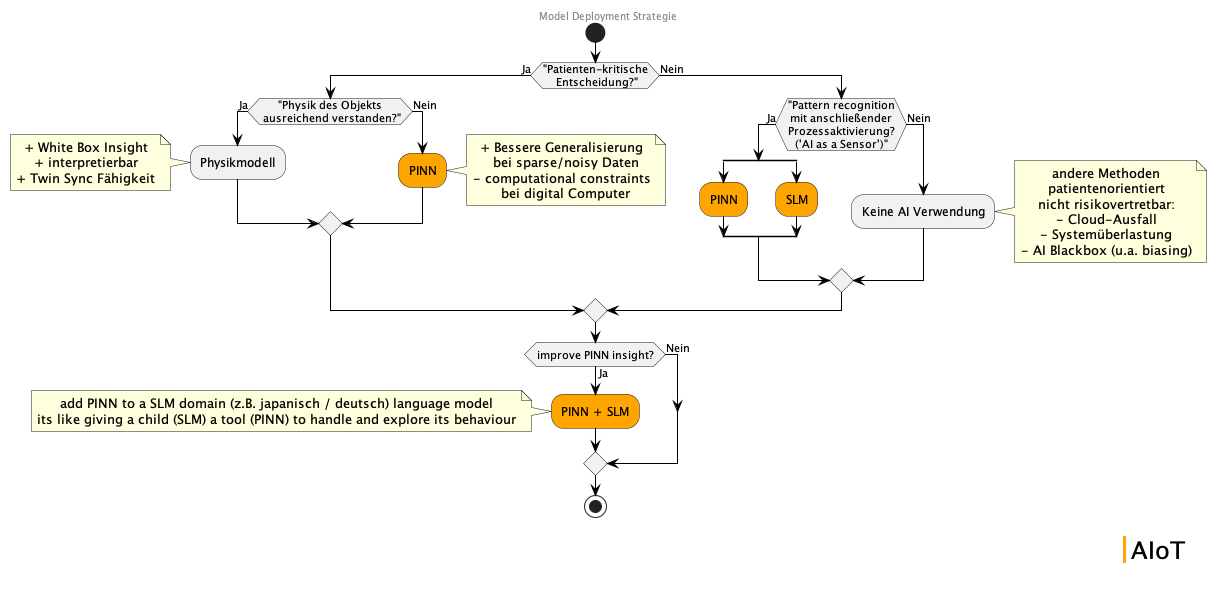 Model Deployment Strategie
"Patienten-kritische
Entscheidung?"
Ja
Nein
"Physik des Objekts
ausreichend verstanden?"
Ja
Nein
+ White Box Insight
+ interpretierbar
+ Twin Sync Fähigkeit
Physikmodell
PINN
+ Bessere Generalisierung
bei sparse/noisy Daten
- computational constraints
bei digital Computer
"Pattern recognition
mit anschließender
Prozessaktivierung?
('AI as a Sensor')"
Ja
Nein
PINN
SLM
Keine AI Verwendung
andere Methoden
patientenorientiert
nicht risikovertretbar:
- Cloud-Ausfall
- Systemüberlastung
- AI Blackbox (u.a. biasing)
improve PINN insight?
Nein
Ja
add PINN to a SLM domain (z.B. japanisch / deutsch) language model
its like giving a child (SLM) a tool (PINN) to handle and explore its behaviour
PINN + SLM
AIoT